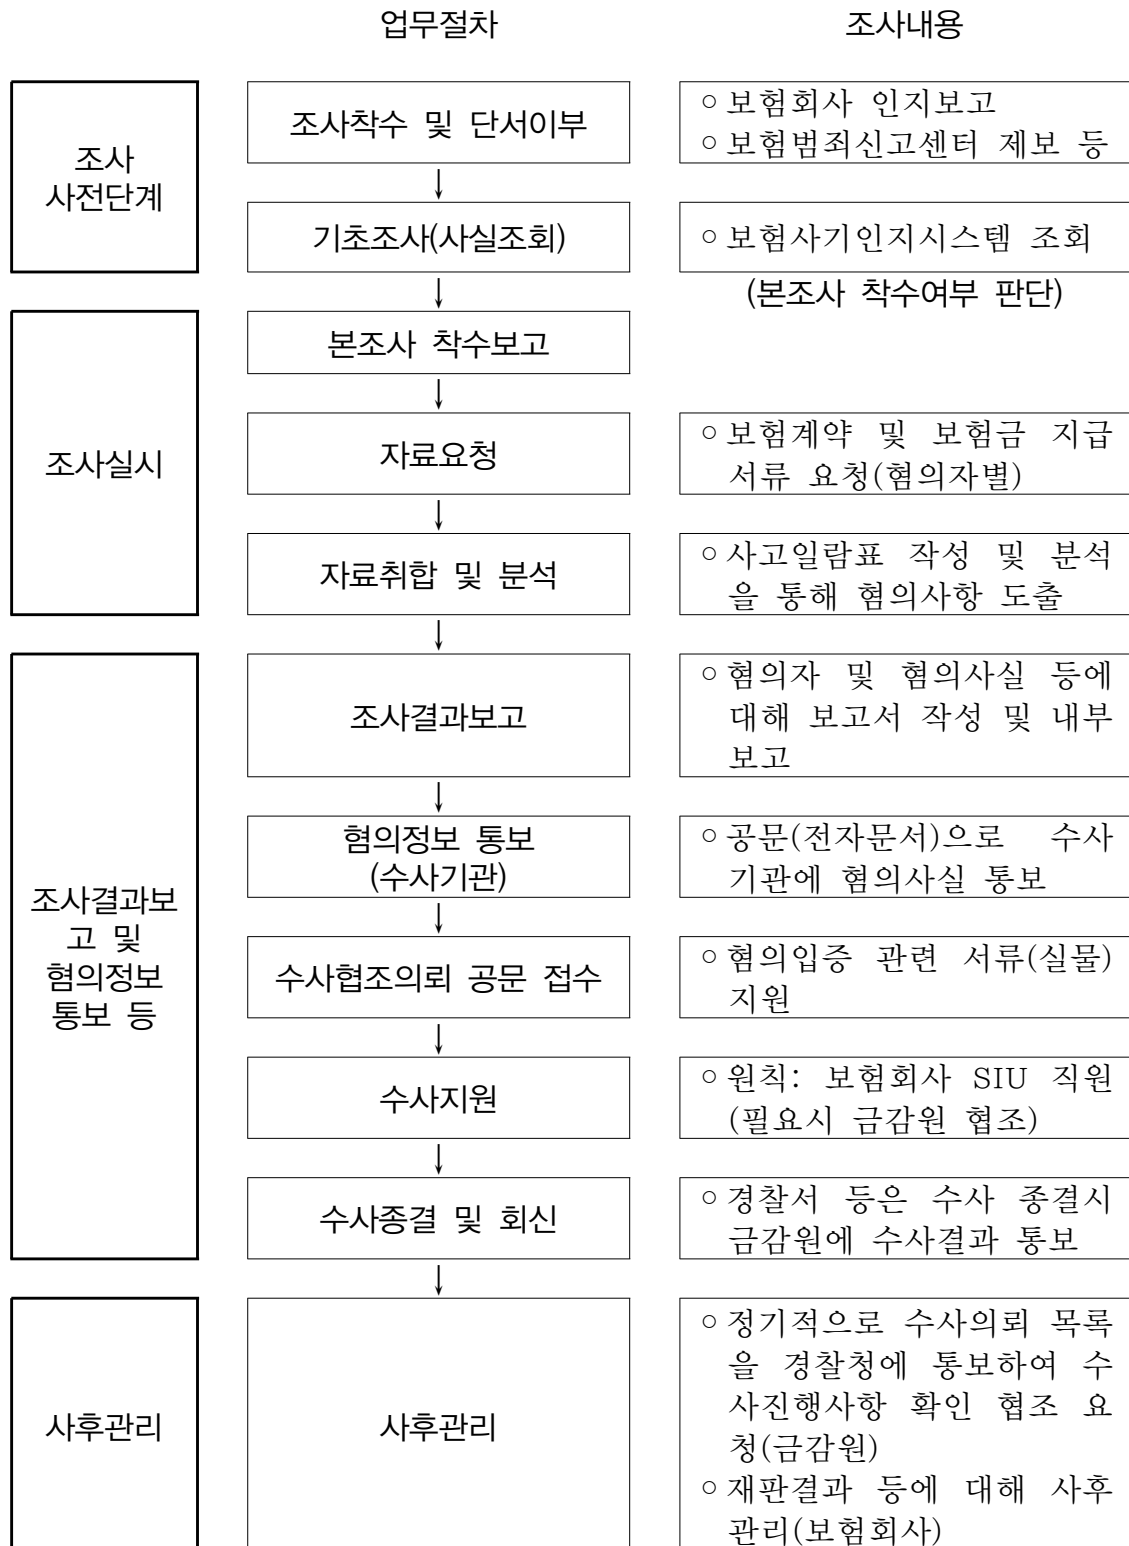 업무절차
조사내용
조사
사전단계
조사착수 및 단서이부
○ 보험회사 인지보고
○ 보험범죄신고센터 제보 등
기초조사(사실조회)
○ 보험사기인지시스템 조회
(본조사 착수여부 판단)
조사실시
본조사 착수보고
자료요청
○ 보험계약 및 보험금 지급
서류 요청(혐의자별)
자료취합 및 분석
○ 사고일람표 작성 및 분석
을 통해 혐의사항 도출
조사결과보
고 및
혐의정보
통보 등
조사결과보고
○ 혐의자 및 혐의사실 등에
대해 보고서 작성 및 내부
보고
혐의정보 통보
(수사기관)
○ 공문(전자문서)으로 수사
기관에 혐의사실 통보
수사협조의뢰 공문 접수
○ 혐의입증 관련 서류(실물)
지원
수사지원
○ 원칙: 보험회사 SIU 직원
(필요시 금감원 협조)
수사종결 및 회신
○ 경찰서 등은 수사 종결시
금감원에 수사결과 통보
사후관리
사후관리
○ 정기적으로 수사의뢰 목록
을 경찰청에 통보하여 수
사진행사항 확인 협조 요
청(금감원)
○ 재판결과 등에 대해 사후
관리(보험회사)